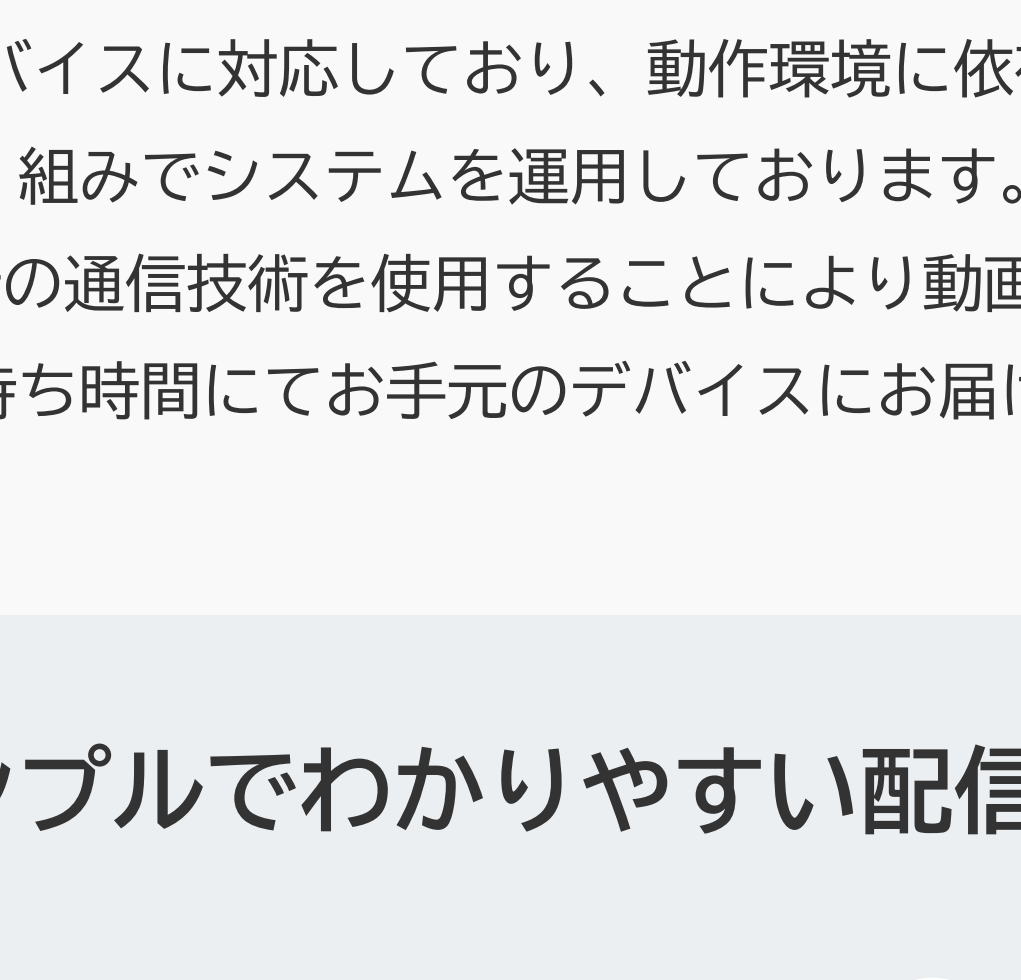 バイスに対応しており、動作環境に依
組みでシステムを運用しております。
の通信技術を使用することにより動画
待ち時間にてお手元のデバイスにお届け
ンプルでわかりやすい配信